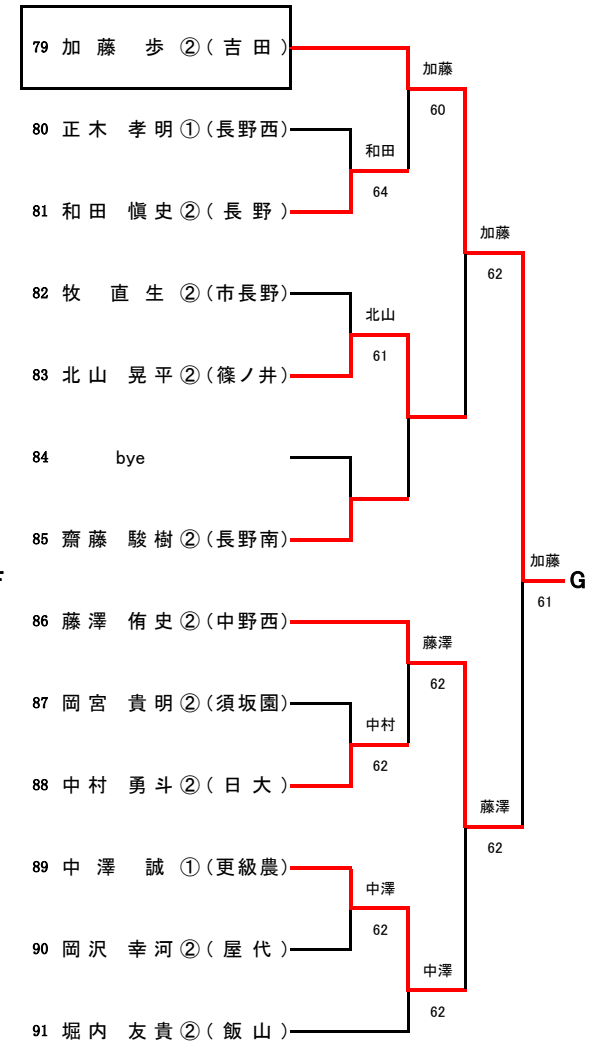 79 加藤 歩 ② (吉田)
加藤
60
80 正木 孝明 ① (長野西)
和田
64
81 和田 愼史 ② (長野)
加藤
62
82 牧 直生 ② (市長野)
北山
61
83 北山 晃平 ② (篠ノ井)
84 bye
85 齋藤 駿樹 ② (長野南)
加藤
G
61
86 藤澤 侑史 ② (中野西)
藤澤
62
87 岡宮 貴明 ② (須坂園)
中村
62
88 中村 勇斗 ② (日大)
藤澤
62
89 中澤 誠 ① (更級農)
中澤
62
90 岡沢 幸河 ② (屋代)
中澤
62
91 堀内 友貴 ② (飯山)